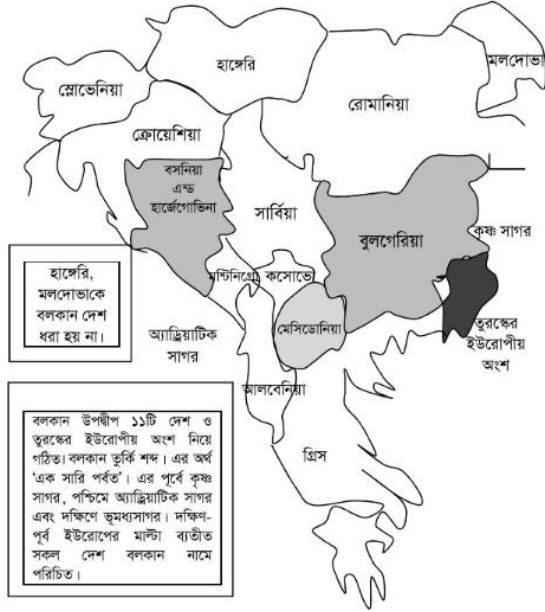 হাঙ্গেরি
মলদোভা
স্লোভেনিয়া
রোমানিয়া
ক্রোয়েশিয়া
বসনিয়া
এন্ড
হার্জেগোভিনা
সার্বিয়া
বুলগেরিয়া
কৃষ্ণ সাগর
হাঙ্গেরি,
মলদোভাকে
বলকান দেশ
ধরা হয় না।
মন্টিনিগ্রো
কসোভো
মেসিডোনিয়া
তুরস্কের
ইউরোপীয়
অংশ
অ্যাড্রিয়াটিক
সাগর
আলবেনিয়া
গ্রিস
বলকান উপদ্বীপ ১১টি দেশ ও
তুরস্কের ইউরোপীয় অংশ নিয়ে
গঠিত। বলকান তুর্কি শব্দ। এর অর্থ
‘এক সারি পর্বত’। এর পূর্বে কৃষ্ণ
সাগর, পশ্চিমে অ্যাড্রিয়াটিক সাগর
এবং দক্ষিণে ভূমধ্যসাগর। দক্ষিণ-
পূর্ব ইউরোপের মাল্টা ব্যতীত
সকল দেশ বলকান নামে
পরিচিত।